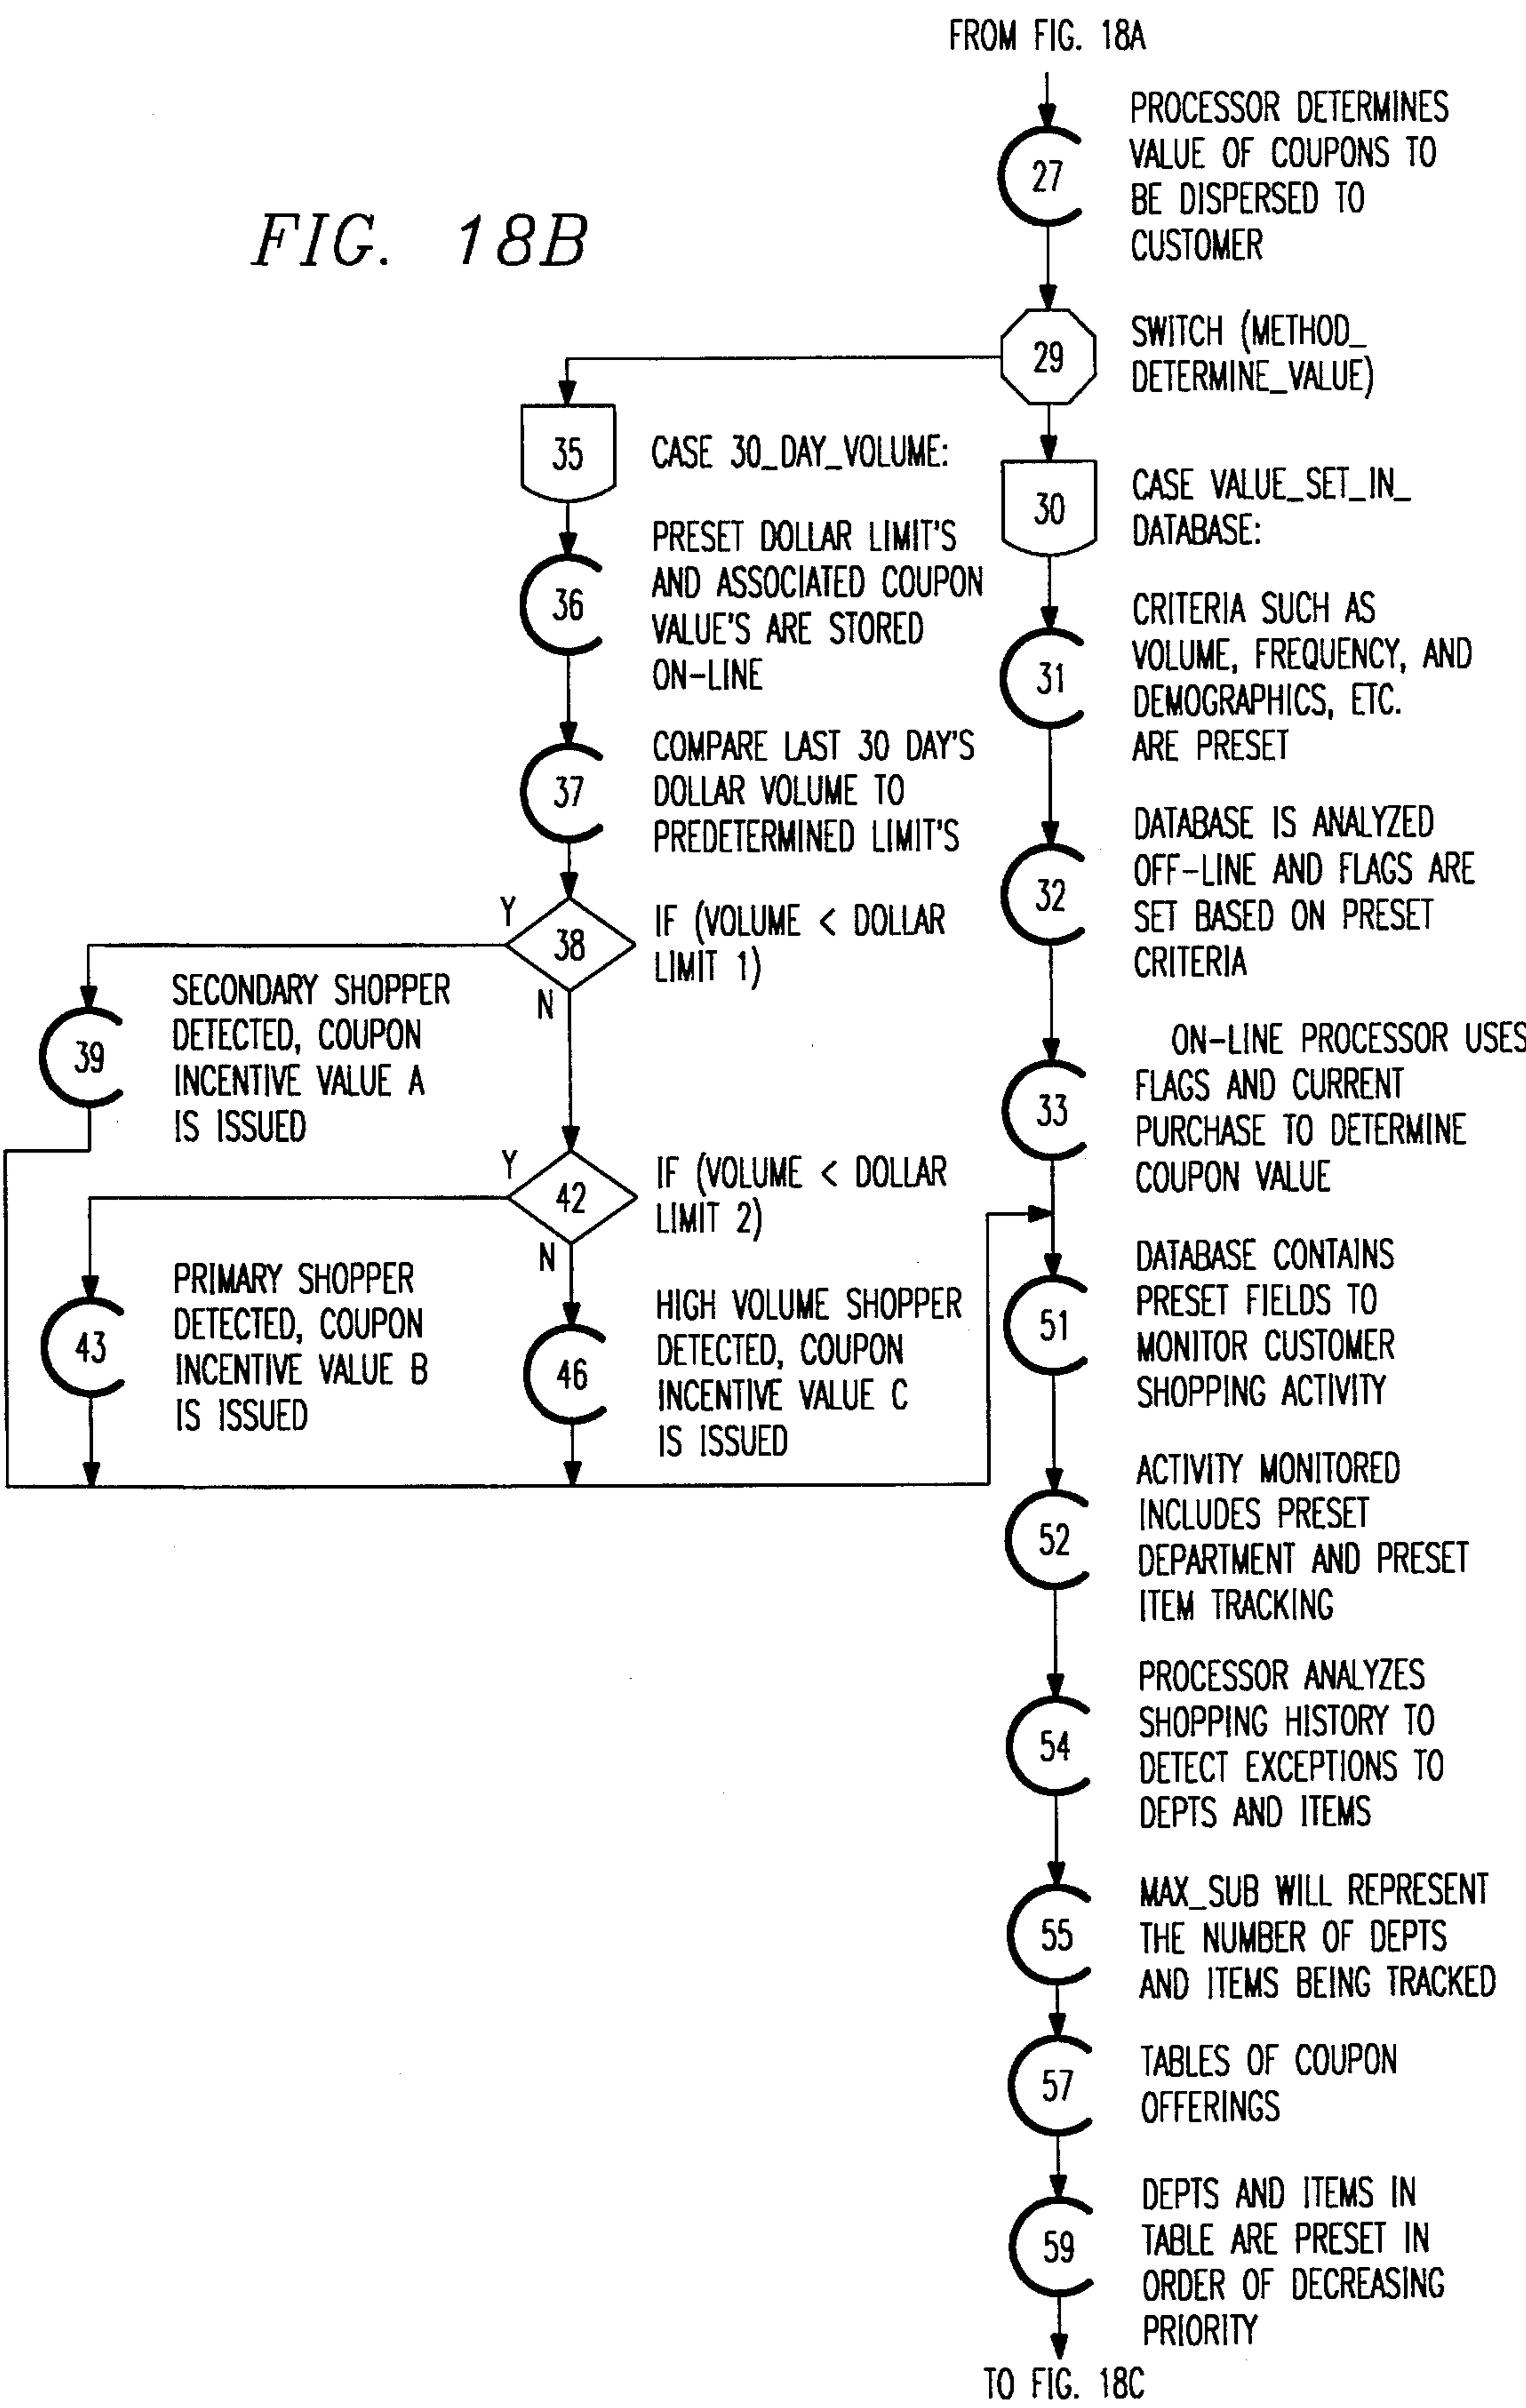 FROM FIG. 18A
FIG. 18B
27
PROCESSOR DETERMINES
VALUE OF COUPONS TO
BE DISPERSED TO
CUSTOMER
29
SWITCH (METHOD_
DETERMINE_VALUE)
35
CASE 30_DAY_VOLUME:
36
PRESET DOLLAR LIMIT'S
AND ASSOCIATED COUPON
VALUE'S ARE STORED
ON-LINE
37
COMPARE LAST 30 DAY'S
DOLLAR VOLUME TO
PREDETERMINED LIMIT'S
Y
38
N
IF (VOLUME < DOLLAR
LIMIT 1)
39
SECONDARY SHOPPER
DETECTED, COUPON
INCENTIVE VALUE A
IS ISSUED
Y
42
N
IF (VOLUME < DOLLAR
LIMIT 2)
43
PRIMARY SHOPPER
DETECTED, COUPON
INCENTIVE VALUE B
IS ISSUED
46
HIGH VOLUME SHOPPER
DETECTED, COUPON
INCENTIVE VALUE C
IS ISSUED
30
CASE VALUE_SET_IN_
DATABASE:
31
CRITERIA SUCH AS
VOLUME, FREQUENCY, AND
DEMOGRAPHICS, ETC.
ARE PRESET
32
DATABASE IS ANALYZED
OFF-LINE AND FLAGS ARE
SET BASED ON PRESET
CRITERIA
33
ON-LINE PROCESSOR USES
FLAGS AND CURRENT
PURCHASE TO DETERMINE
COUPON VALUE
51
DATABASE CONTAINS
PRESET FIELDS TO
MONITOR CUSTOMER
SHOPPING ACTIVITY
52
ACTIVITY MONITORED
INCLUDES PRESET
DEPARTMENT AND PRESET
ITEM TRACKING
54
PROCESSOR ANALYZES
SHOPPING HISTORY TO
DETECT EXCEPTIONS TO
DEPTS AND ITEMS
55
MAX_SUB WILL REPRESENT
THE NUMBER OF DEPTS
AND ITEMS BEING TRACKED
57
TABLES OF COUPON
OFFERINGS
59
DEPTS AND ITEMS IN
TABLE ARE PRESET IN
ORDER OF DECREASING
PRIORITY
TO FIG. 18C